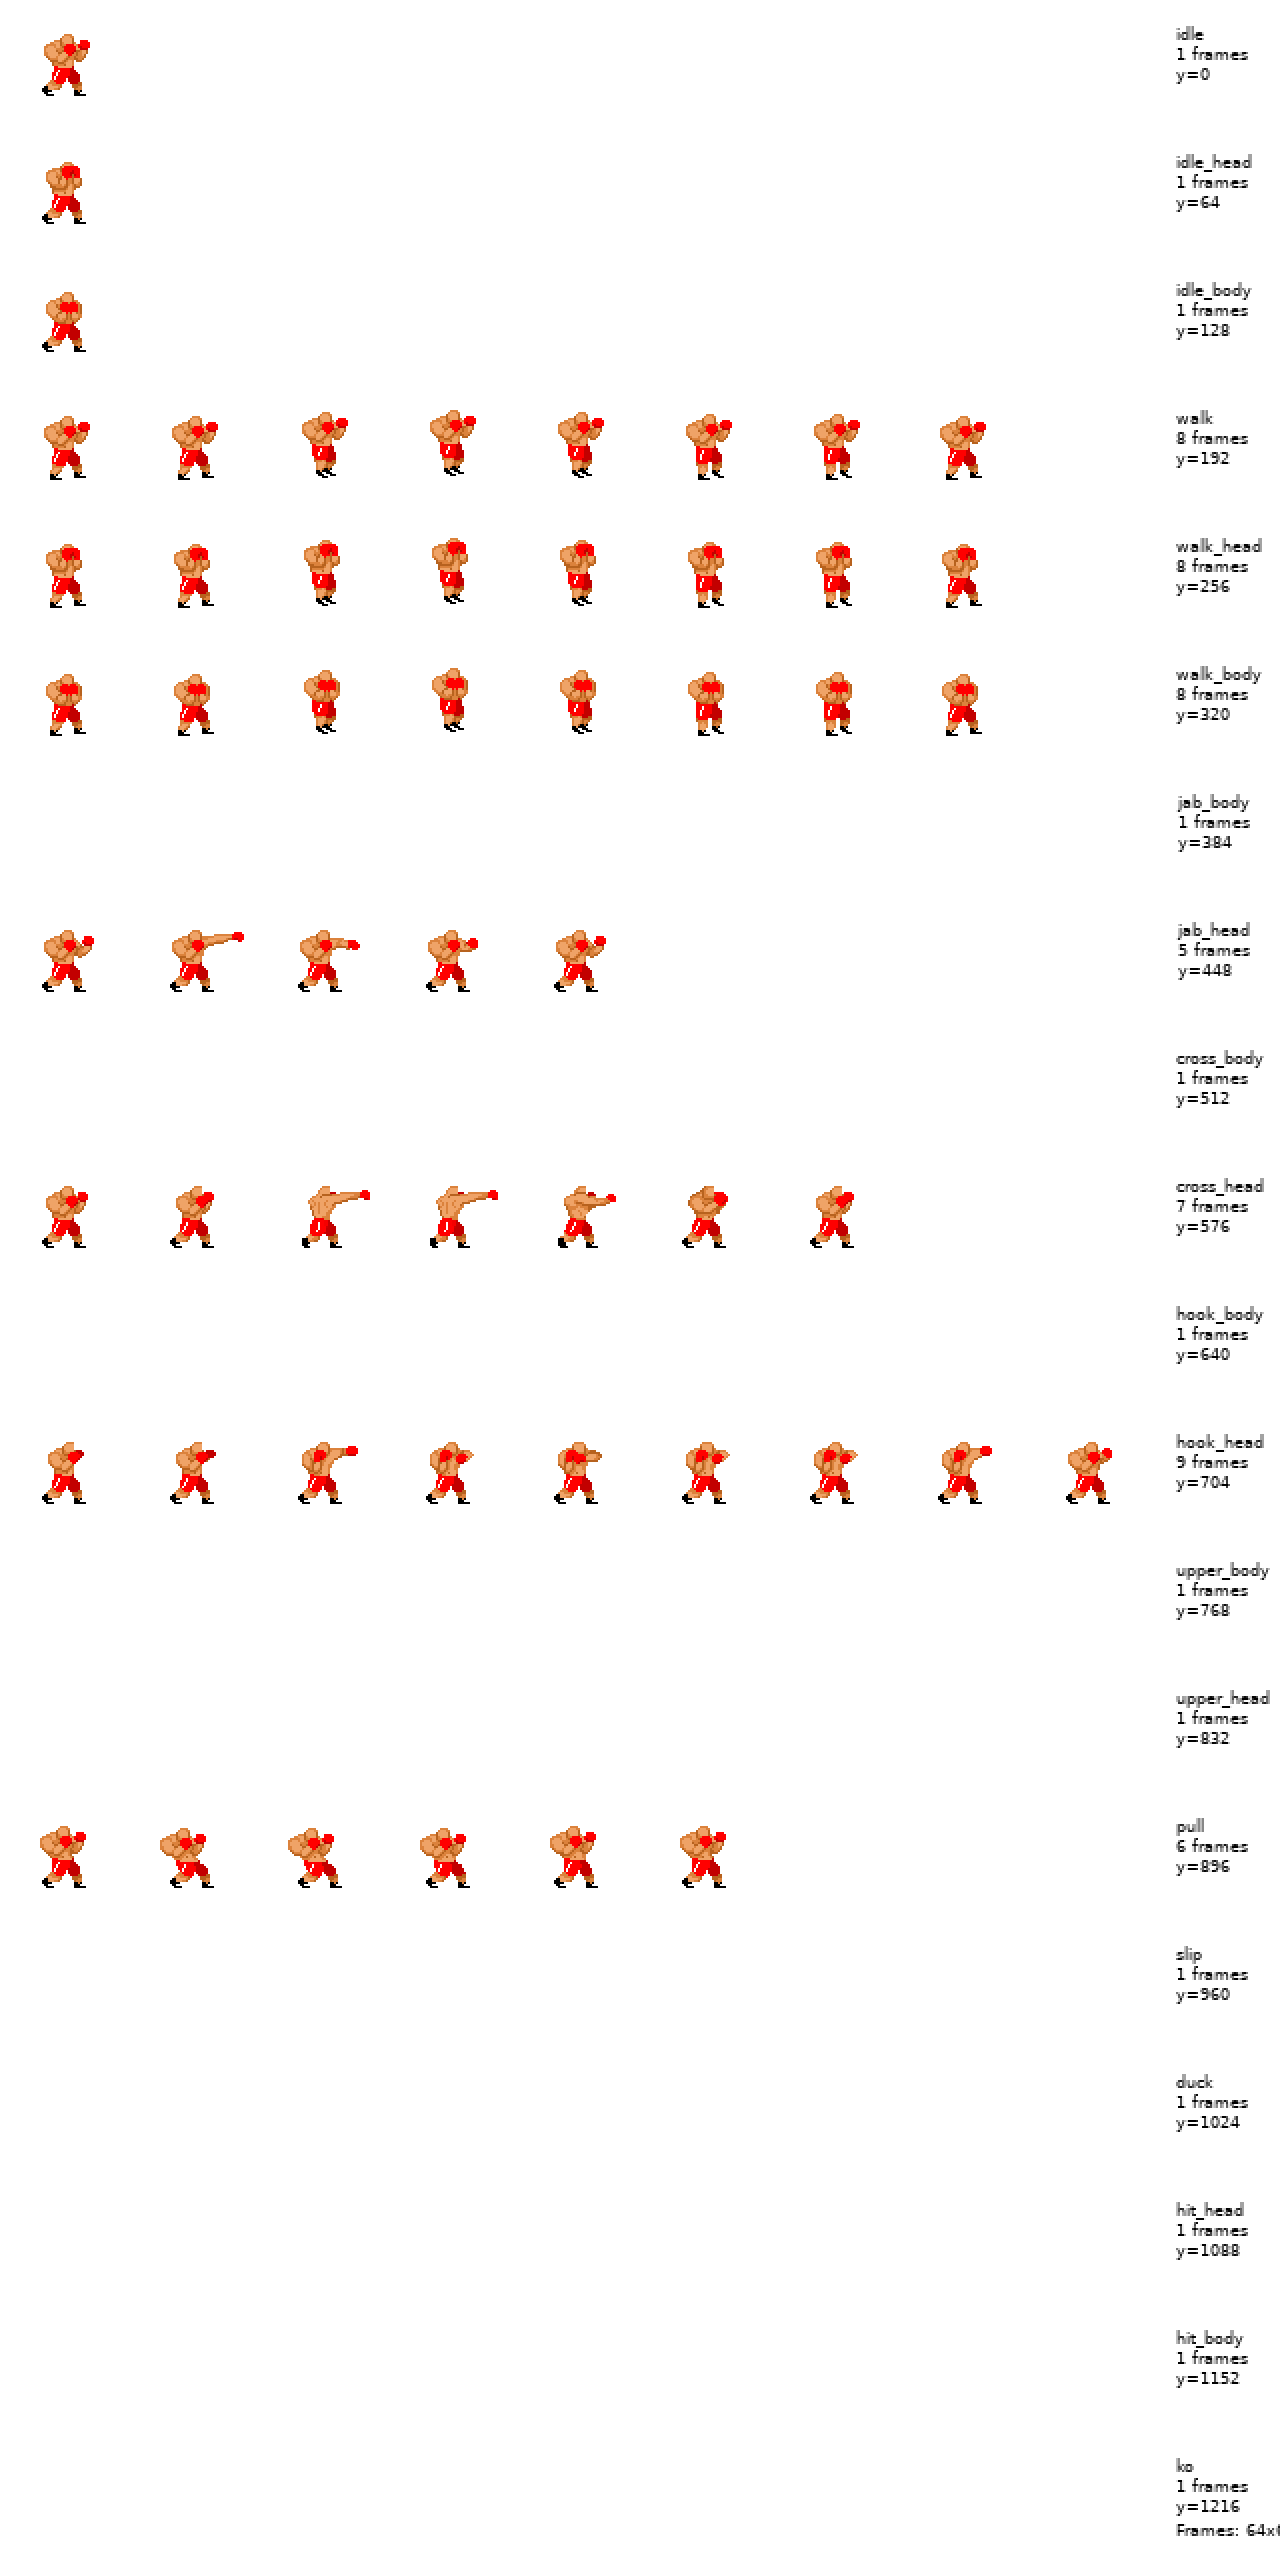 idle
1 frames
y=0
idle_head
1 frames
y=64
idle_body
1 frames
y=128
walk
8 frames
y=192
walk_head
8 frames
y=256
walk_body
8 frames
y=320
jab_body
1 frames
y=384
jab_head
5 frames
y=448
cross_body
1 frames
y=512
cross_head
7 frames
y=576
hook_body
1 frames
y=640
hook_head
9 frames
y=704
upper_body
1 frames
y=768
upper_head
1 frames
y=832
pull
6 frames
y=896
slip
1 frames
y=960
duck
1 frames
y=1024
hit_head
1 frames
y=1088
hit_body
1 frames
y=1152
ko
1 frames
y=1216
Frames: